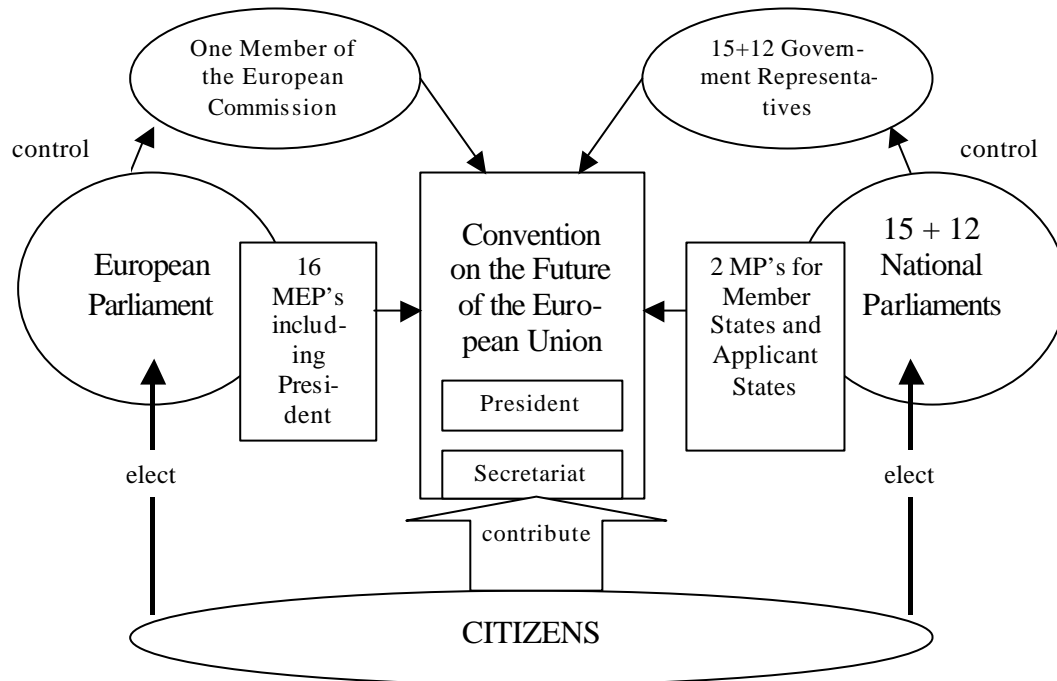 One Member of
the European
Commission
15+12 Govern-
ment Representa-
tives
control
control
European
Parliament
16
MEP's
includ-
ing
Presi-
dent
Convention
on the Future
of the Euro-
pean Union
President
Secretariat
2 MP's for
Member
States and
Applicant
States
15 + 12
National
Parliaments
elect
elect
contribute
CITIZENS